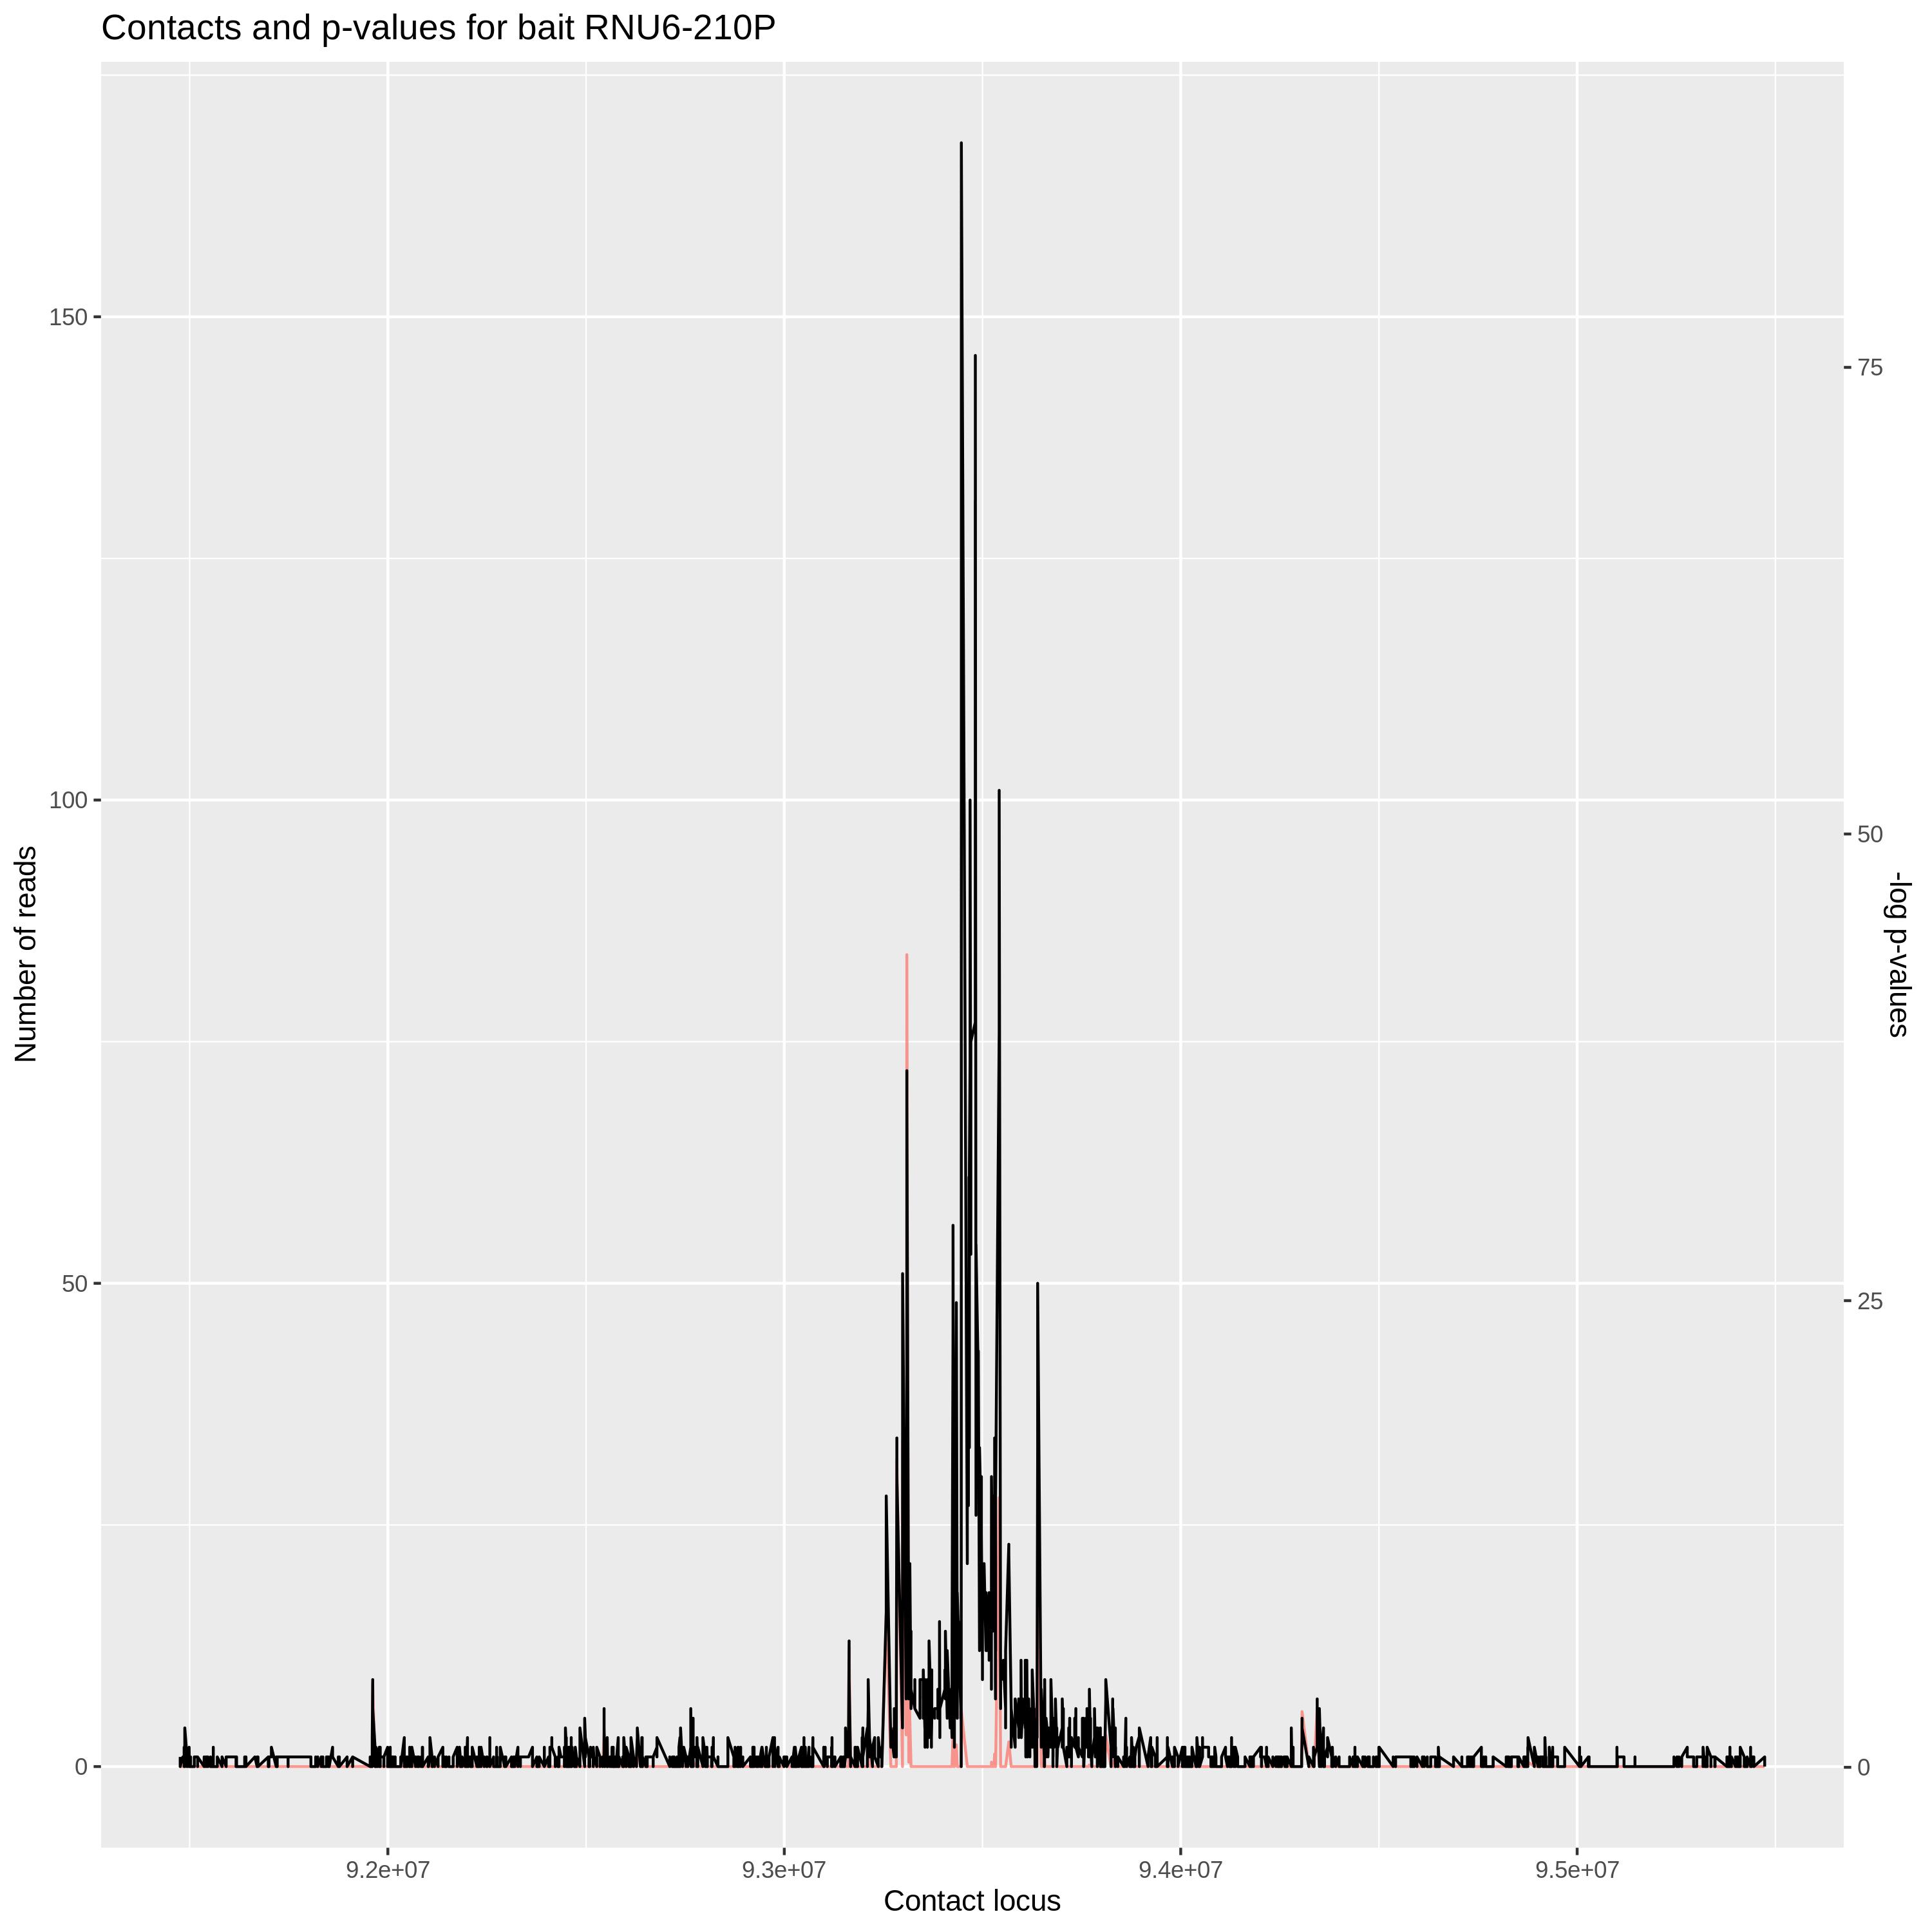 Contacts and p-values for bait RNU6-210P
150
100
50
0
Number of reads
75
50
25
0
-log p-values
9.2e+07
9.3e+07
9.4e+07
9.5e+07
Contact locus